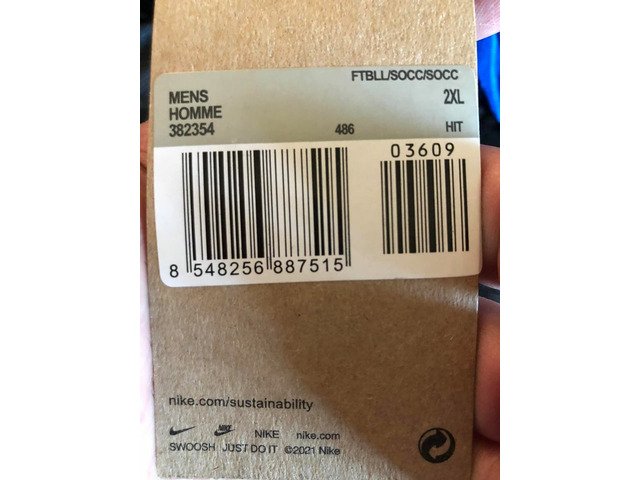 FTBLL/SOCC/SOCC
MENS 2XL
HOMME
382354 486 HIT
03609
8 548256 887515
nike.com/sustainability
NIKE nike.com
SWOOSH JUST DO IT ©2021 Nike